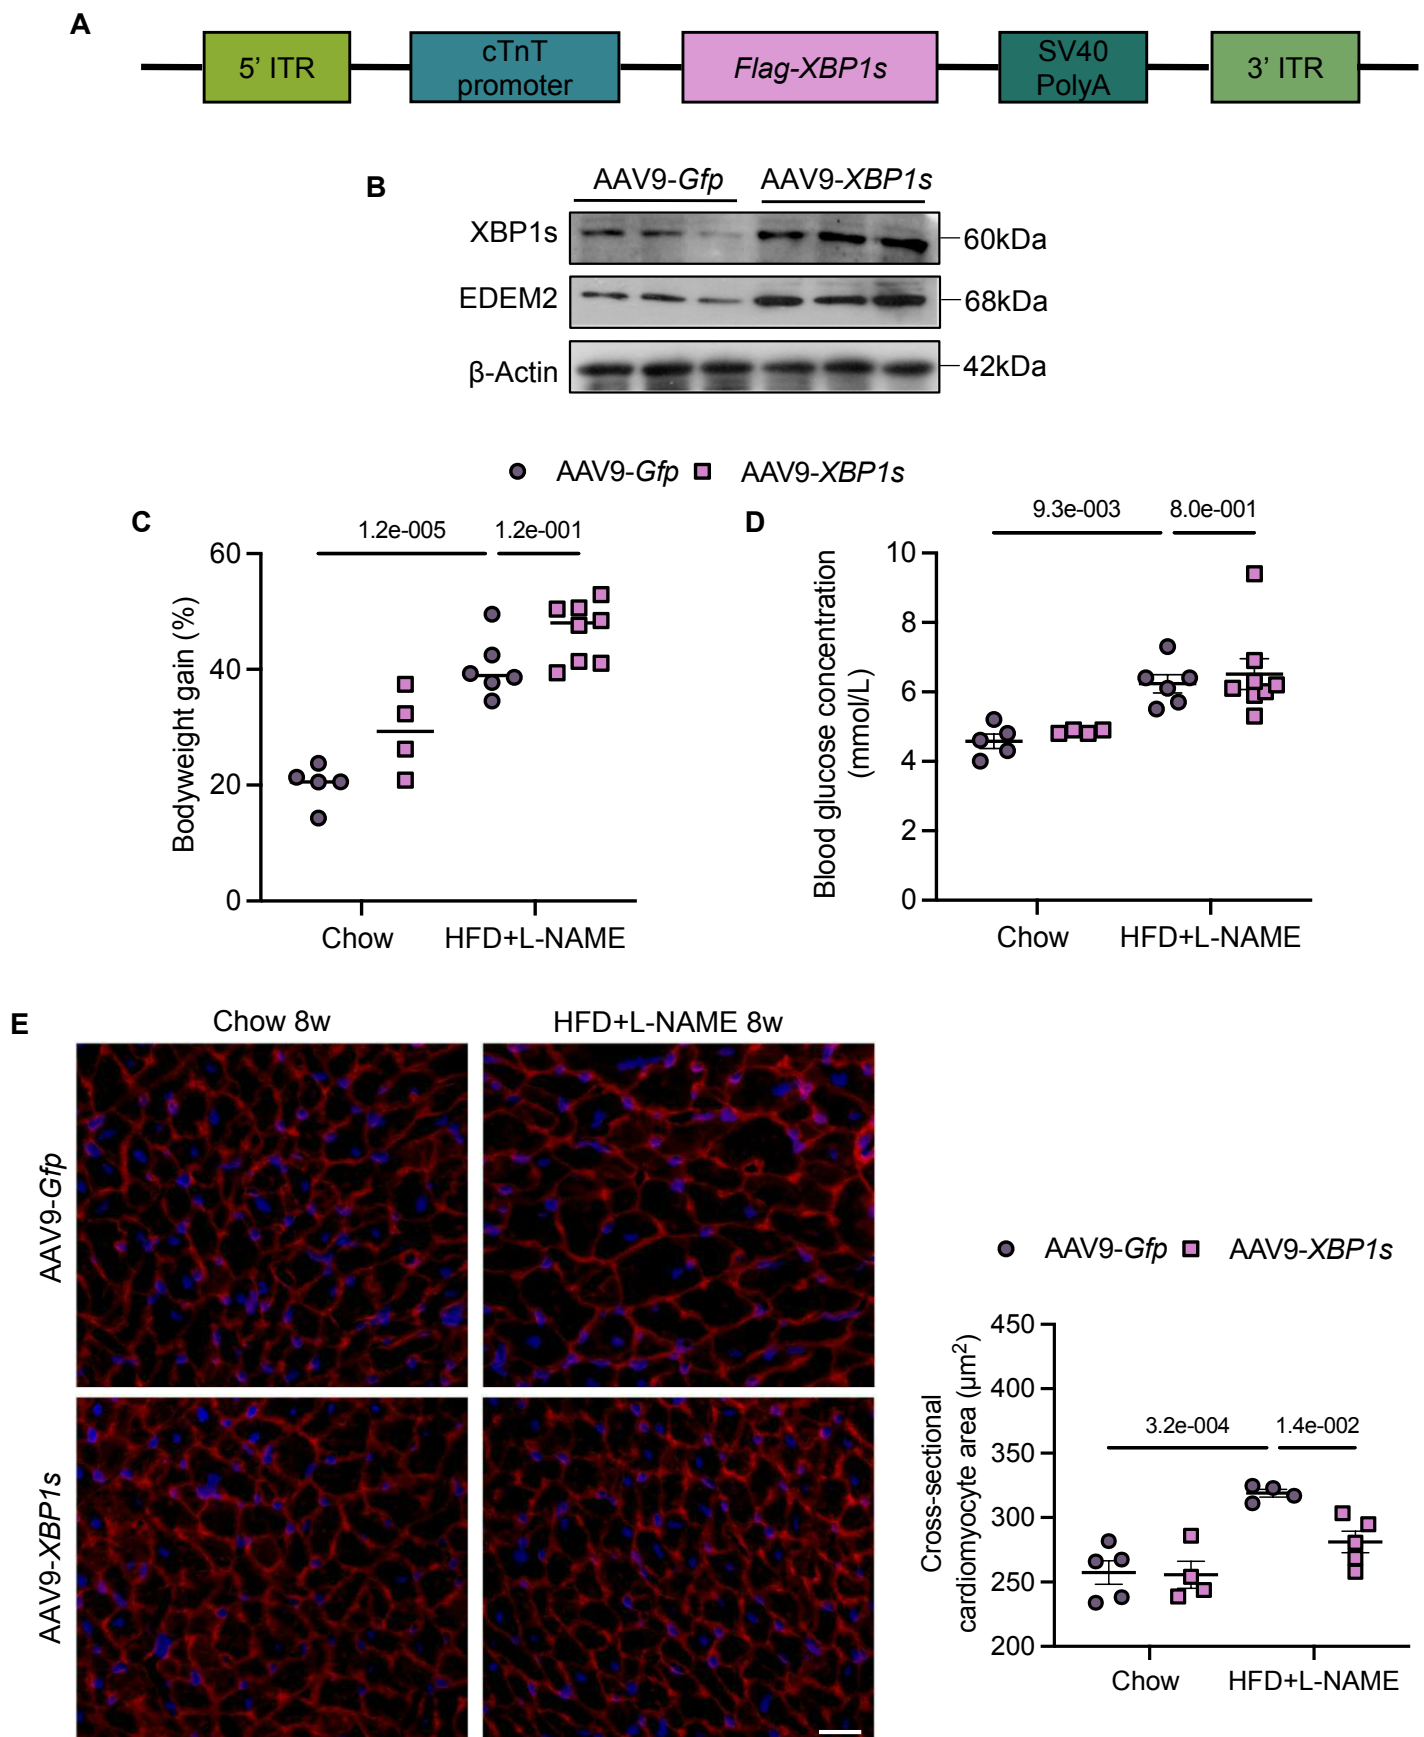 A
5’ ITR
cTnT
promoter
Flag-XBP1s
SV40
PolyA
3’ ITR
B
AAV9-Gfp AAV9-XBP1s
XBP1s
60kDa
EDEM2
68kDa
β-Actin
42kDa
AAV9-Gfp AAV9-XBP1s
C
1.2e-005 1.2e-001
Bodyweight gain (%)
60
40
20
0
Chow HFD+L-NAME
D
9.3e-003 8.0e-001
Blood glucose concentration
(mmol/L)
10
8
6
4
2
0
Chow HFD+L-NAME
E
Chow 8w HFD+L-NAME 8w
AAV9-Gfp
AAV9-XBP1s
AAV9-Gfp AAV9-XBP1s
Cross-sectional
cardiomyocyte area (μm²)
450
400
350
300
250
200
3.2e-004 1.4e-002
Chow HFD+L-NAME